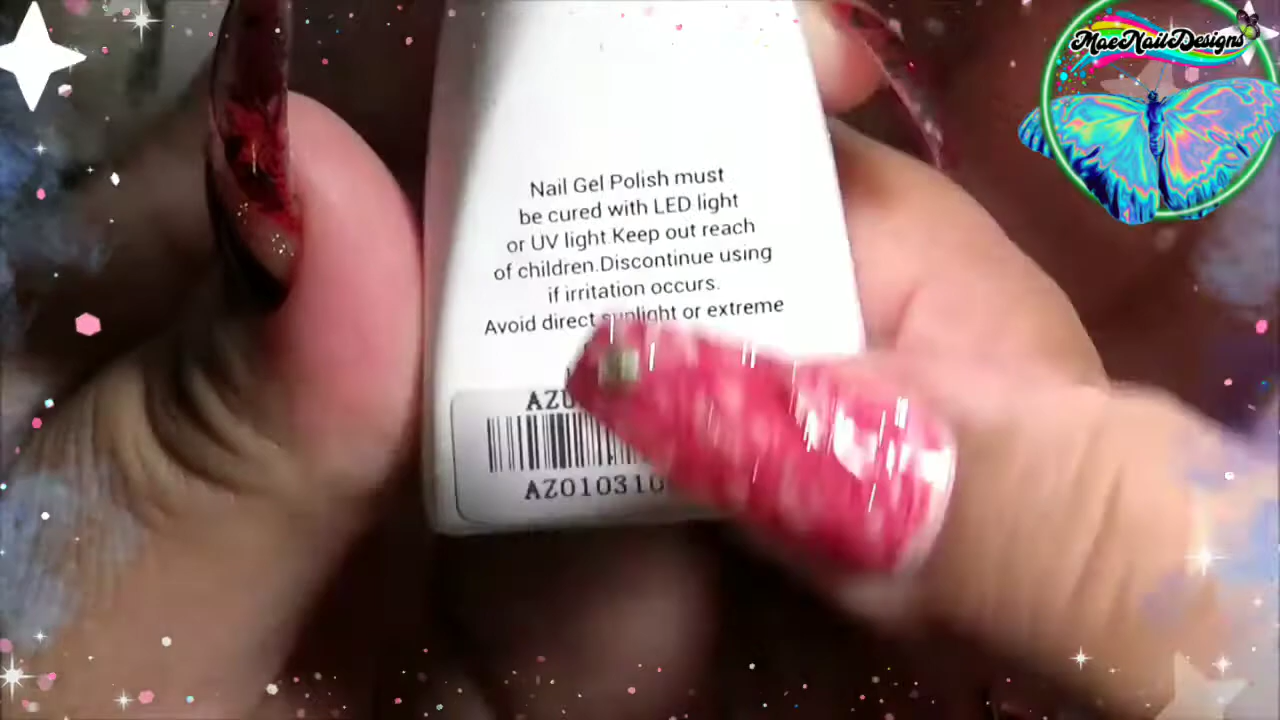 MaeNailDesigns
Nail Gel Polish must
be cured with LED light
or UV light.Keep out reach
of children.Discontinue using
if irritation occurs.
Avoid direct sunlight or extreme